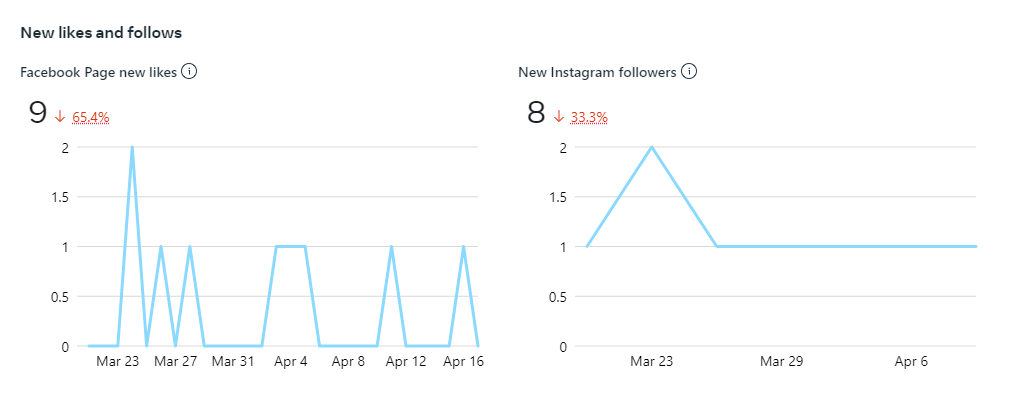 New likes and follows
Facebook Page new likes
9 ↓ 65.4%
2
1.5
1
0.5
0
Mar 23 Mar 27 Mar 31 Apr 4 Apr 8 Apr 12 Apr 16
New Instagram followers
8 ↓ 33.3%
2
1.5
1
0.5
0
Mar 23 Mar 29 Apr 6